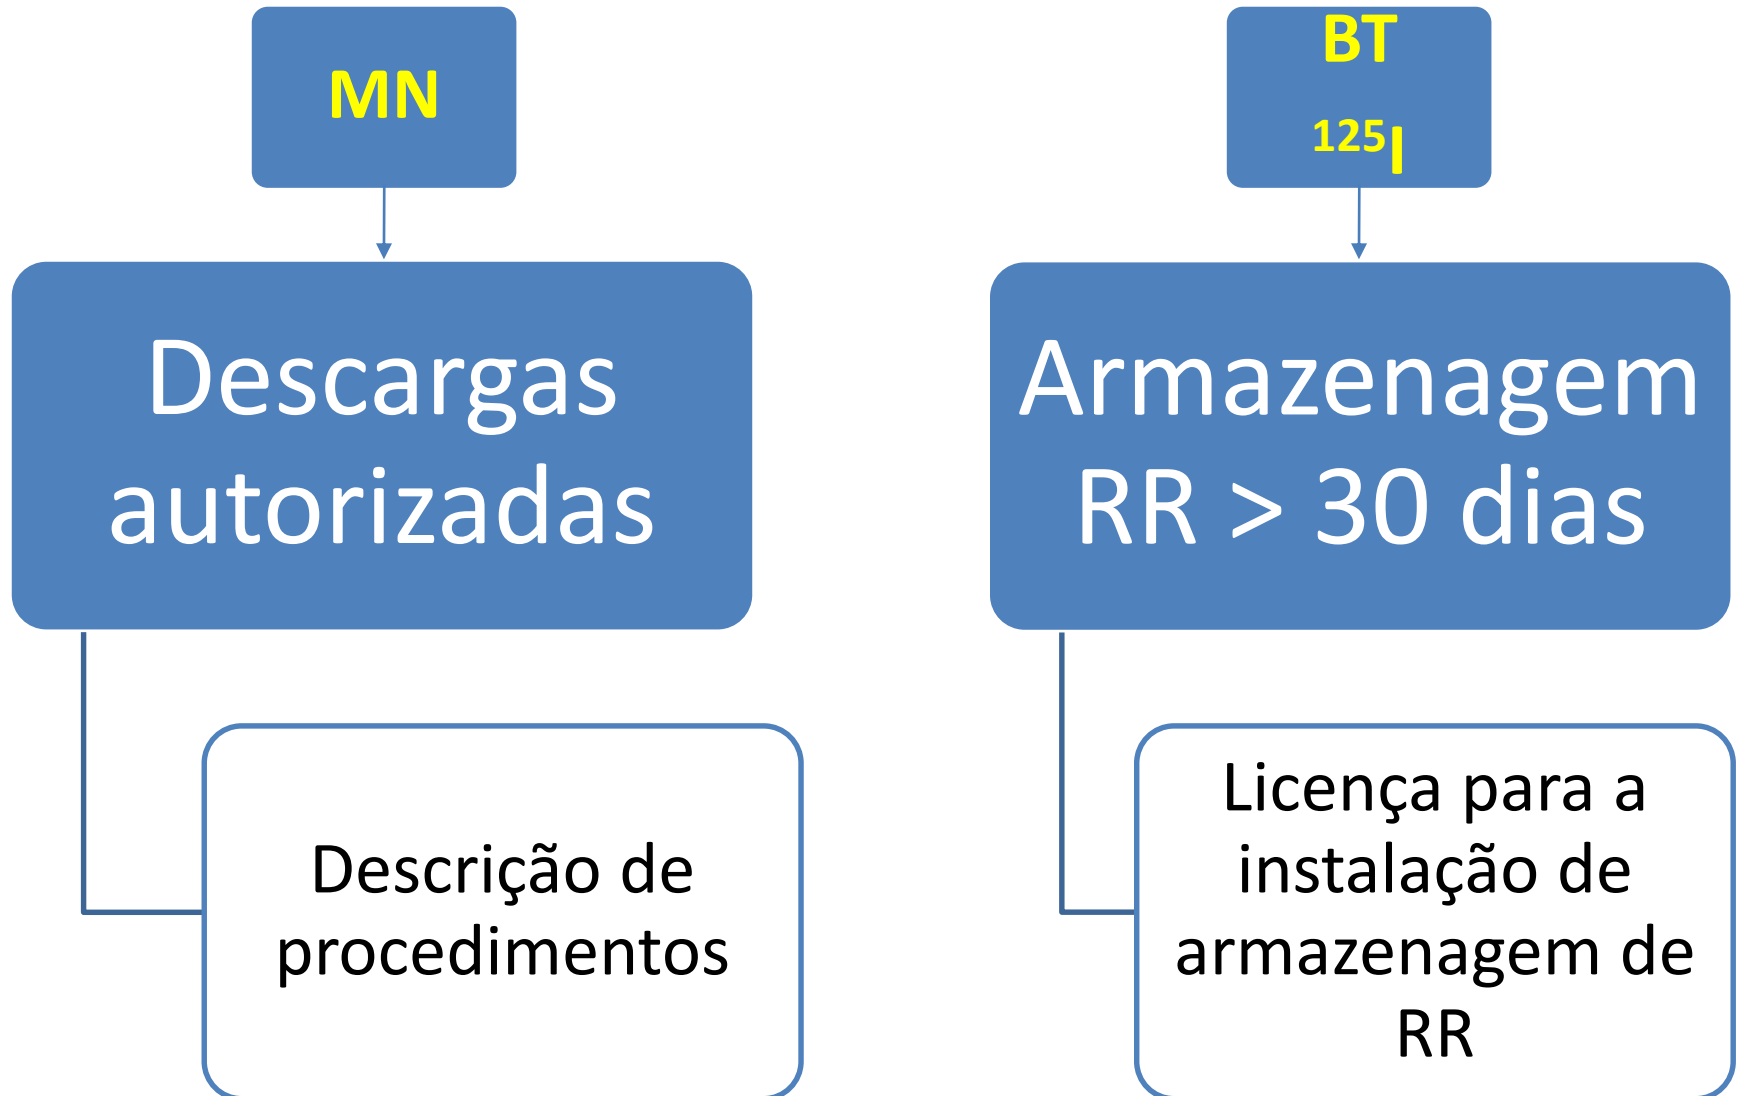 MN
Descargas
autorizadas
Descrição de
procedimentos
BT
¹²⁵I
Armazenagem
RR > 30 dias
Licença para a
instalação de
armazenagem de
RR